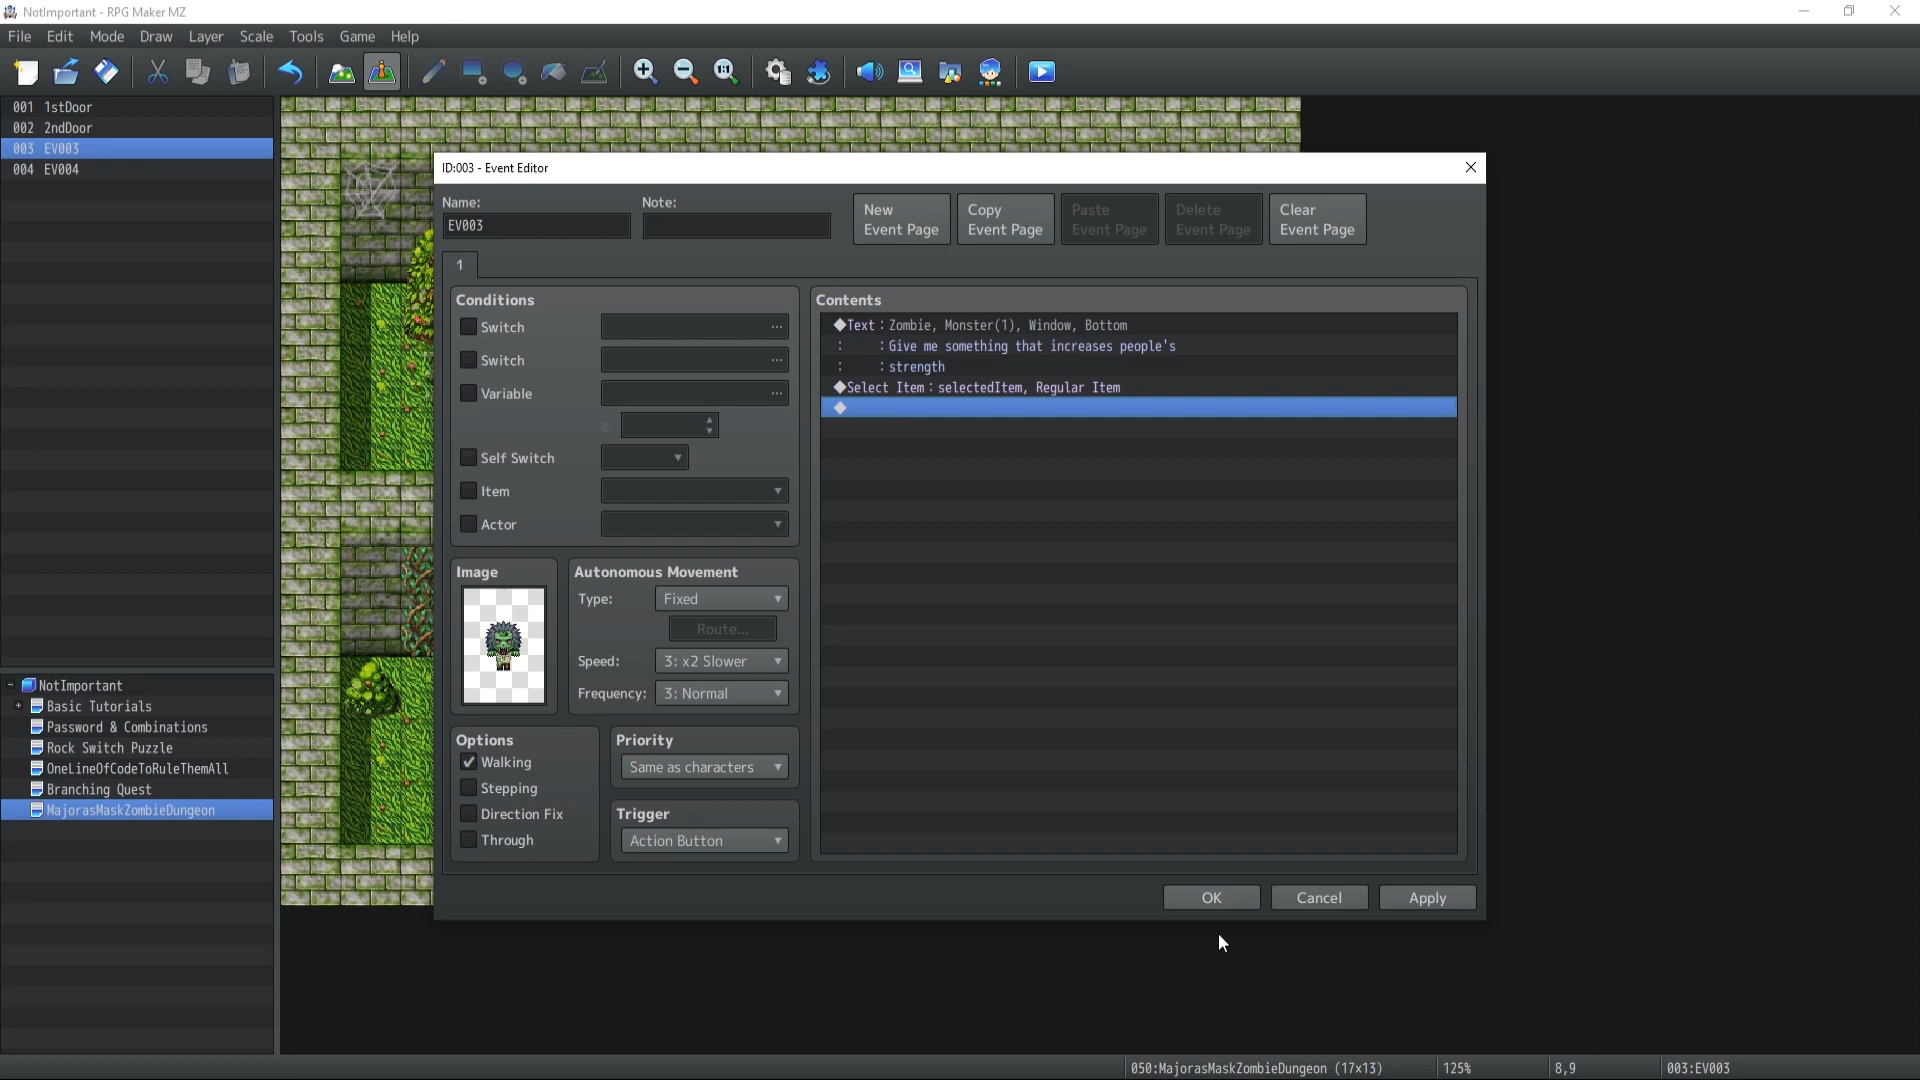 NotImportant - RPG Maker MZ
File Edit Mode Draw Layer Scale Tools Game Help
001 1stDoor
002 2ndDoor
003 EV003
004 EV004
ID:003 - Event Editor
Name:
Note:
EV003
New Event Page
Copy Event Page
Paste Event Page
Delete Event Page
Clear Event Page
1
Conditions
Switch ...
Switch ...
Variable ...
≥
Self Switch
Item
Actor
Image
Autonomous Movement
Type: Fixed
Route...
Speed: 3: x2 Slower
Frequency: 3: Normal
Options
Walking
Stepping
Direction Fix
Through
Priority
Same as characters
Trigger
Action Button
Contents
◆Text : Zombie, Monster(1), Window, Bottom
: : Give me something that increases people's
: : strength
◆Select Item : selectedItem, Regular Item
◆
OK Cancel Apply
NotImportant
Basic Tutorials
Password & Combinations
Rock Switch Puzzle
OneLineOfCodeToRuleThemAll
Branching Quest
MajorasMaskZombieDungeon
050:MajorasMaskZombieDungeon (17x13) 125% 8,9 003:EV003